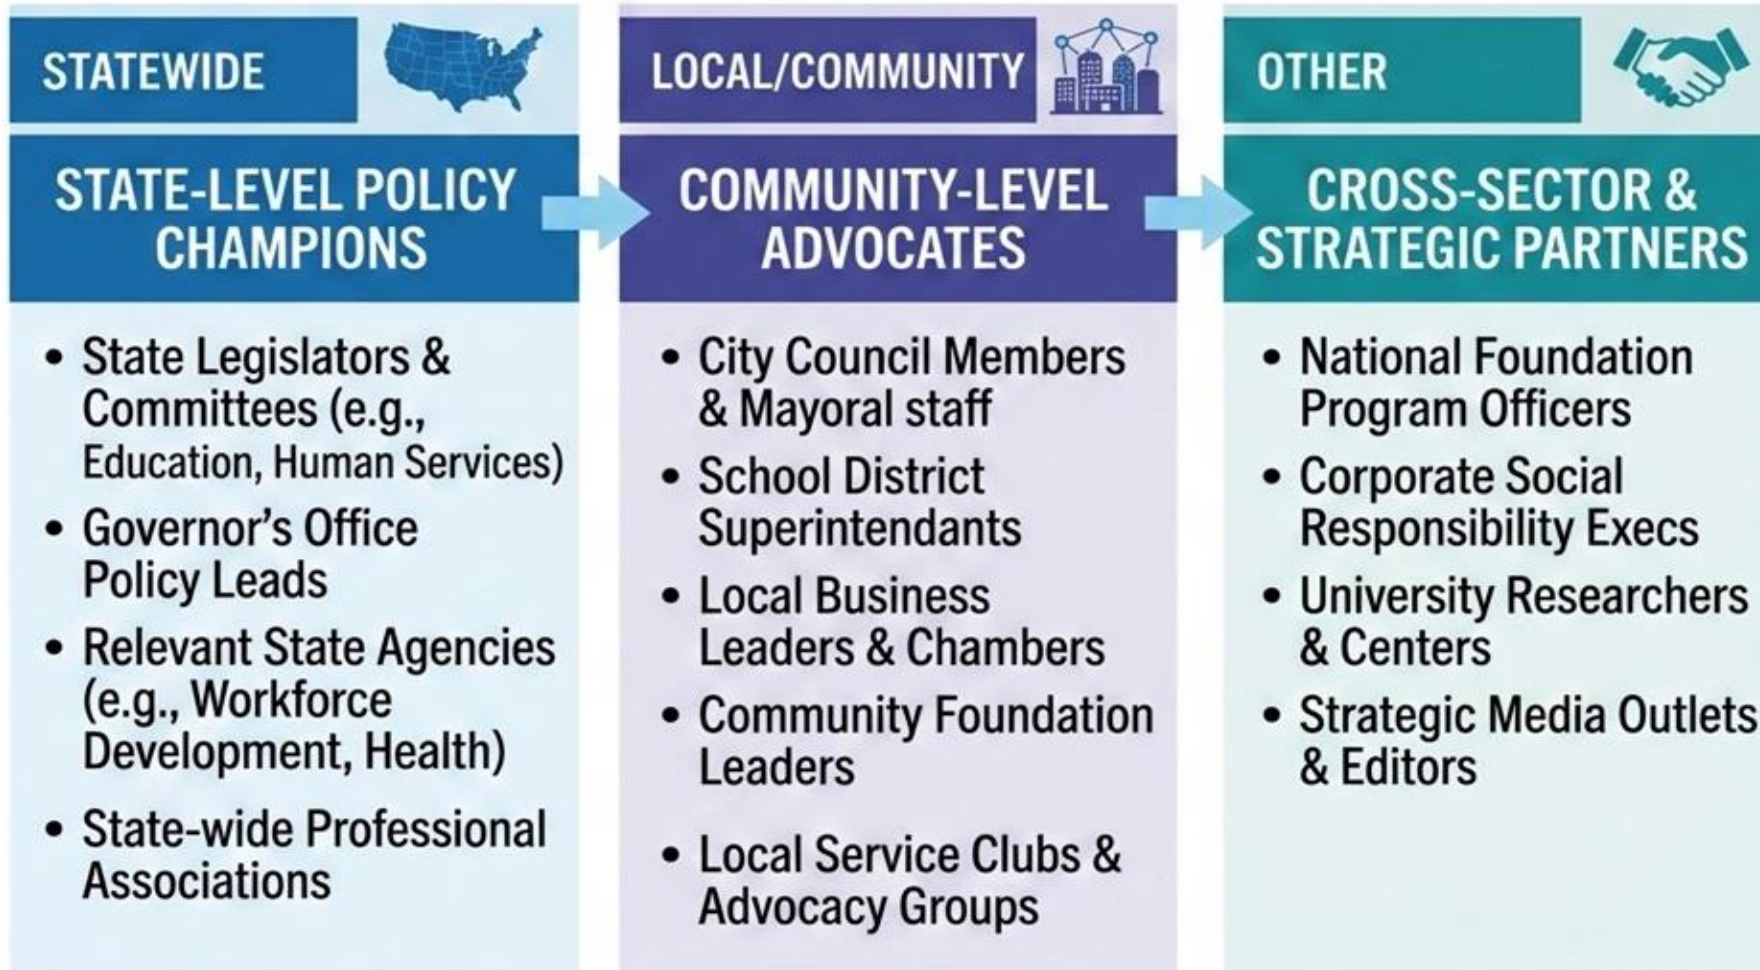 STATEWIDE
STATE-LEVEL POLICY
CHAMPIONS
• State Legislators &
Committees (e.g.,
Education, Human Services)
• Governor’s Office
Policy Leads
• Relevant State Agencies
(e.g., Workforce
Development, Health)
• State-wide Professional
Associations
LOCAL/COMMUNITY
COMMUNITY-LEVEL
ADVOCATES
• City Council Members
& Mayoral staff
• School District
Superintendants
• Local Business
Leaders & Chambers
• Community Foundation
Leaders
• Local Service Clubs &
Advocacy Groups
OTHER
CROSS-SECTOR &
STRATEGIC PARTNERS
• National Foundation
Program Officers
• Corporate Social
Responsibility Execs
• University Researchers
& Centers
• Strategic Media Outlets
& Editors